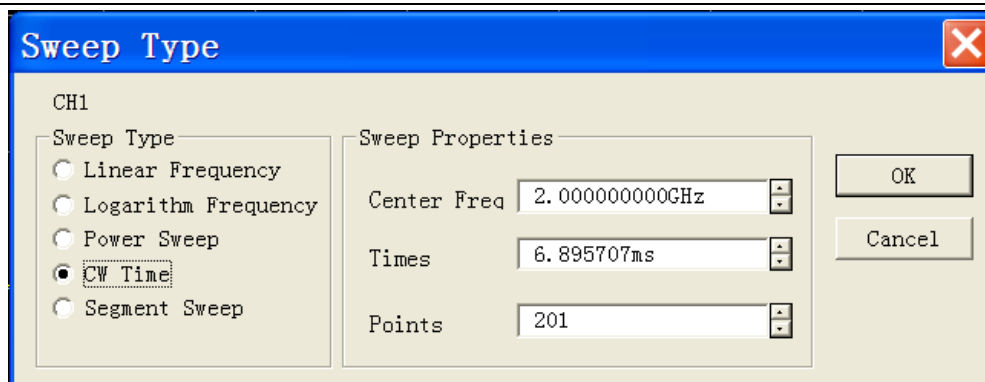 Sweep Type
CH1
Sweep Type
Linear Frequency
Logarithm Frequency
Power Sweep
CW Time
Segment Sweep
Sweep Properties
Center Freq 2.000000000GHz
Times 6.895707ms
Points 201
OK
Cancel